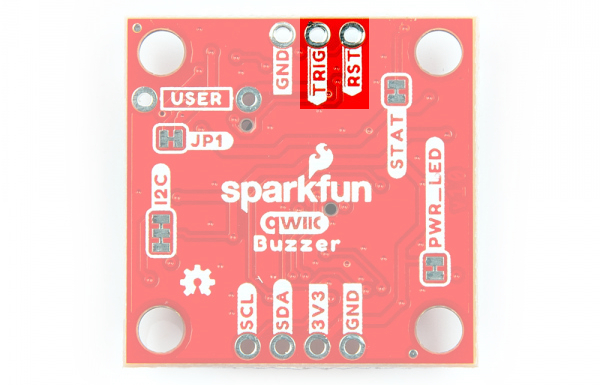 GND
TRIG
RST
USER
STAT
JP1
I2C
sparkfun
qwiic
Buzzer
PWR_LED
SCL
SDA
3V3
GND